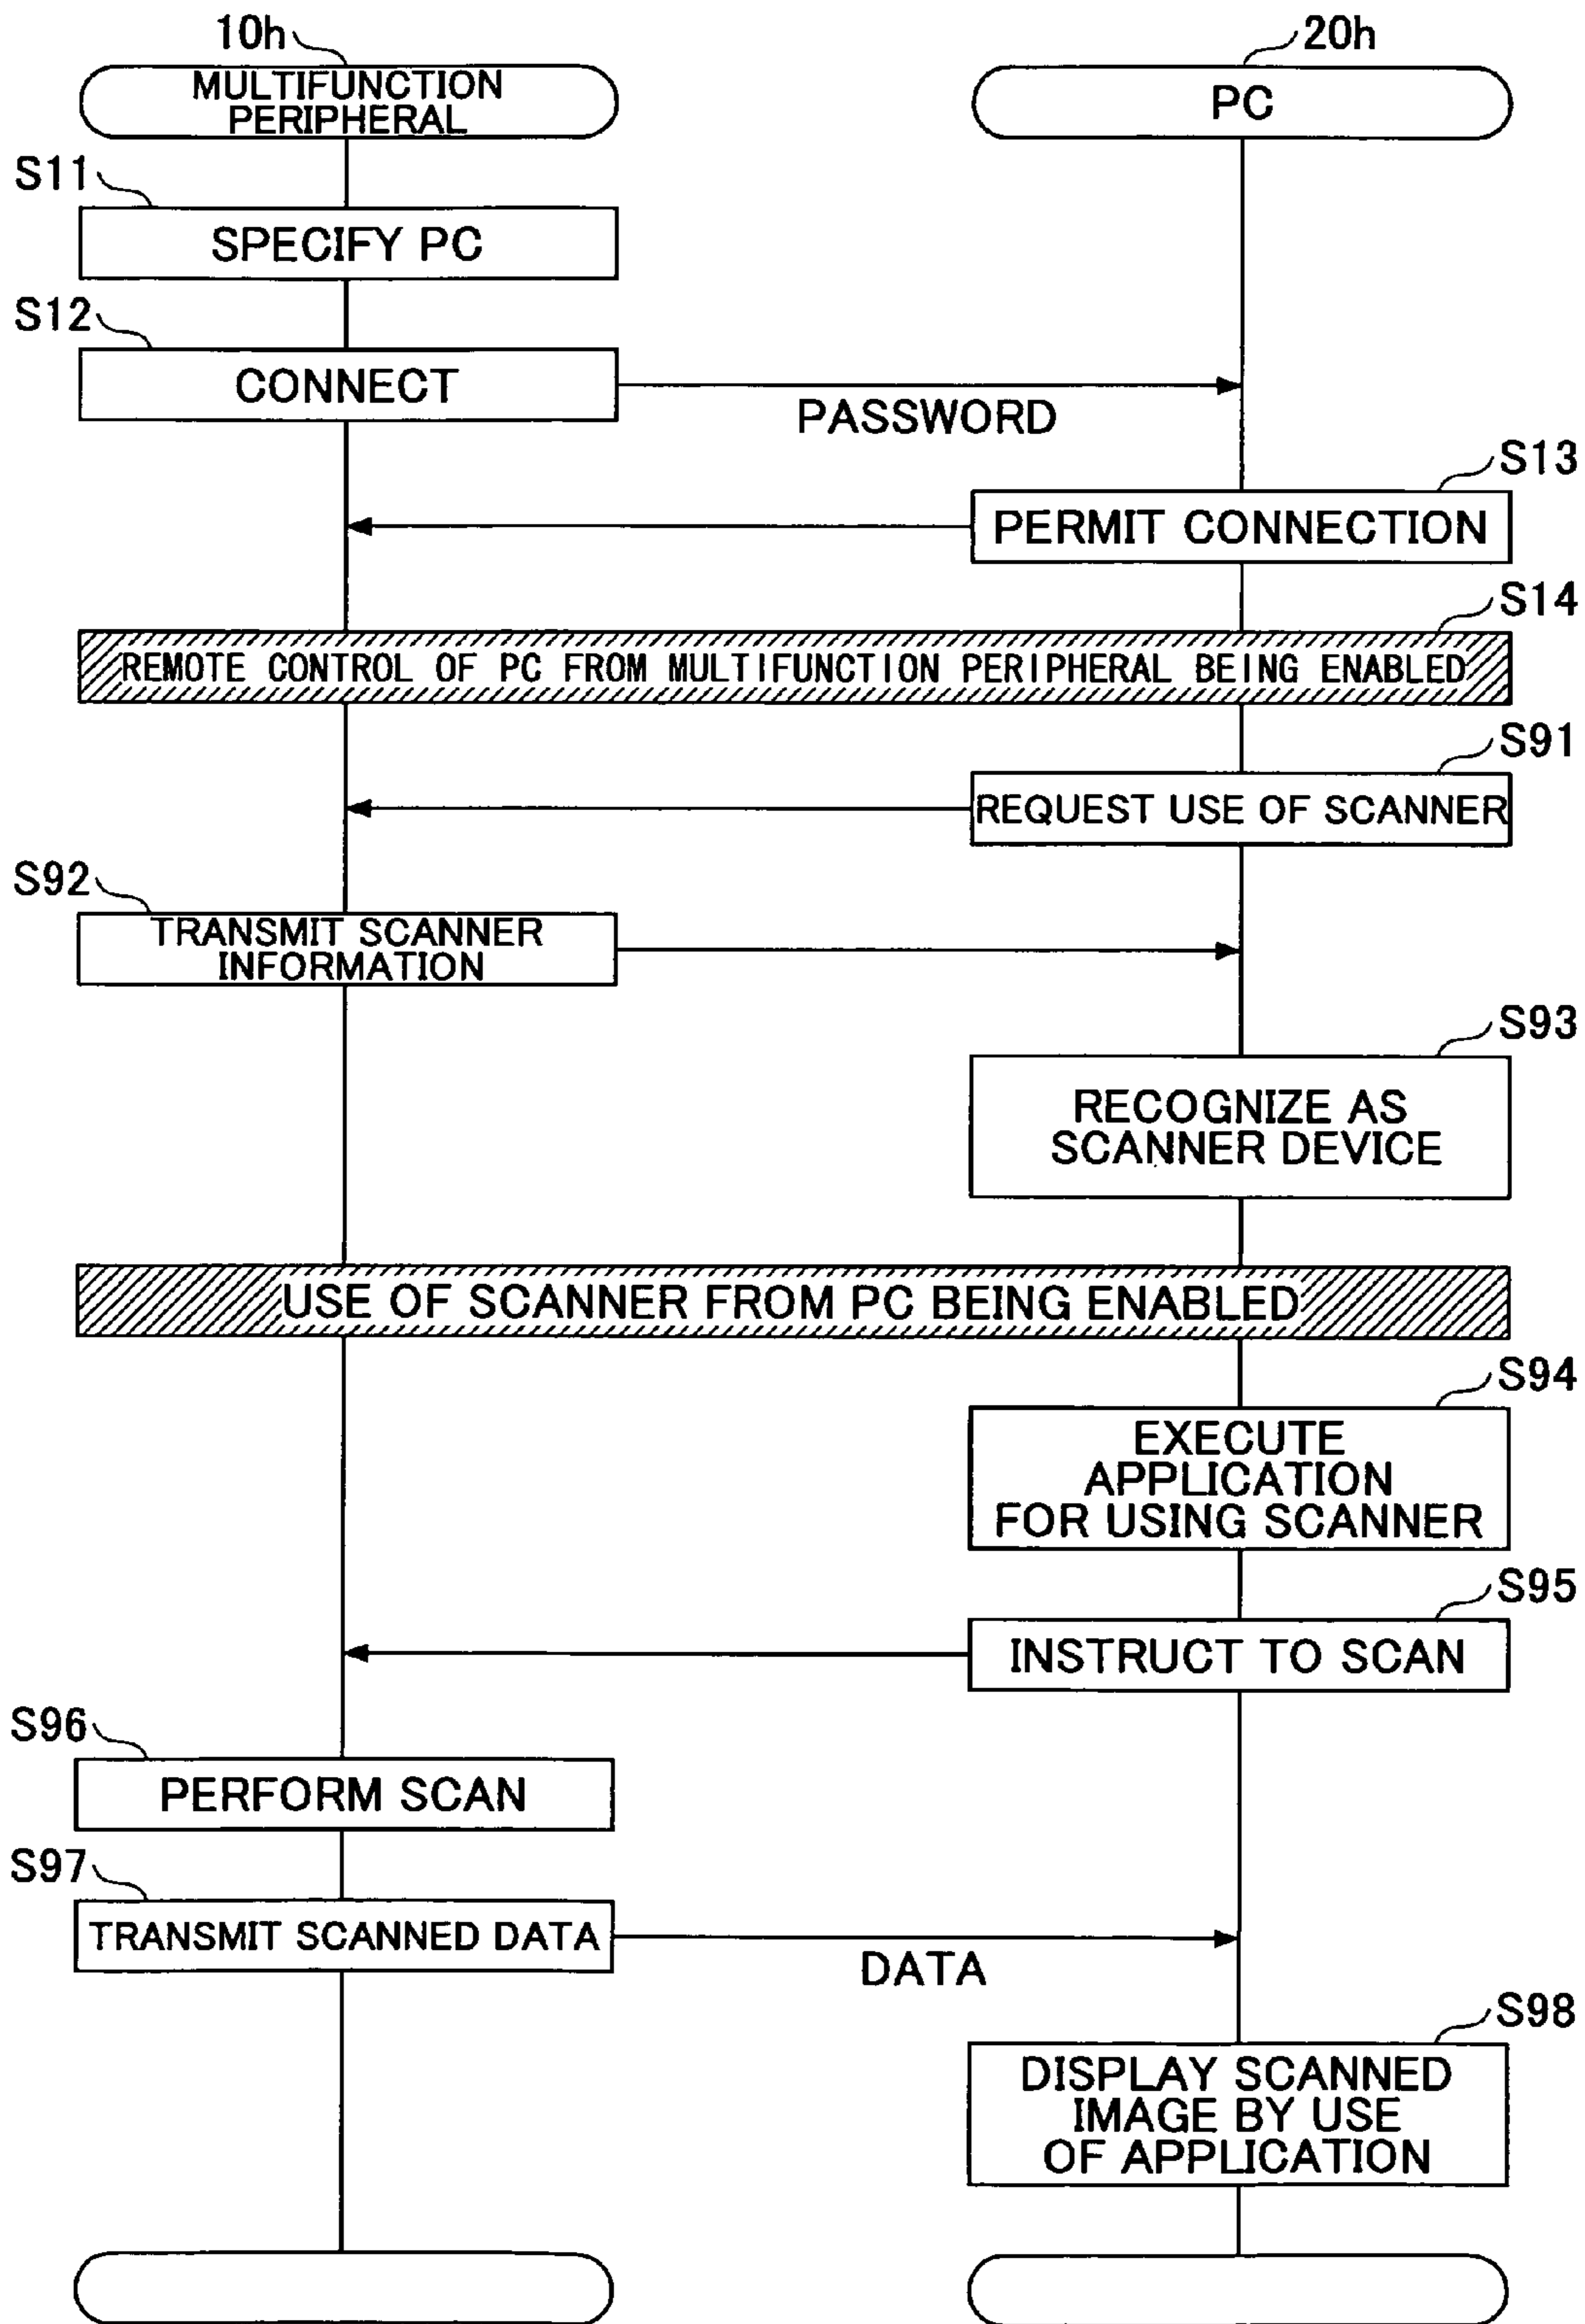 10h
20h
MULTIFUNCTION
PERIPHERAL
PC
S11
SPECIFY PC
S12
CONNECT
PASSWORD
S13
PERMIT CONNECTION
S14
REMOTE CONTROL OF PC FROM MULTIFUNCTION PERIPHERAL BEING ENABLED
S91
REQUEST USE OF SCANNER
S92
TRANSMIT SCANNER
INFORMATION
S93
RECOGNIZE AS
SCANNER DEVICE
USE OF SCANNER FROM PC BEING ENABLED
S94
EXECUTE
APPLICATION
FOR USING SCANNER
S95
INSTRUCT TO SCAN
S96
PERFORM SCAN
S97
TRANSMIT SCANNED DATA
DATA
S98
DISPLAY SCANNED
IMAGE BY USE
OF APPLICATION